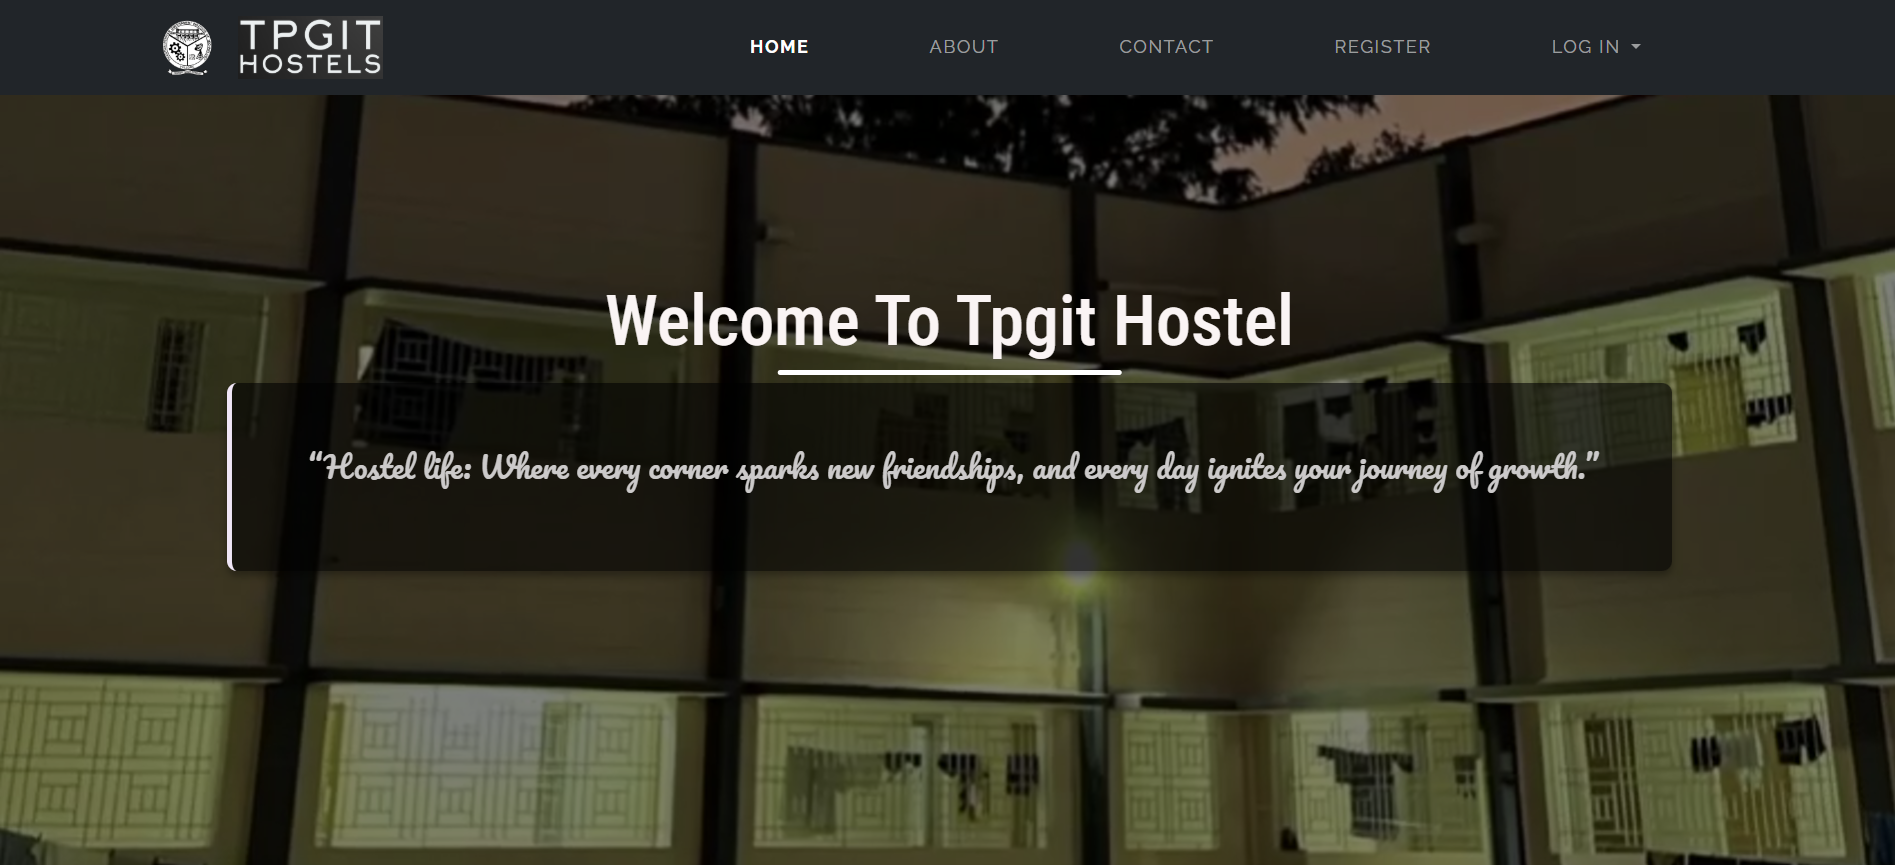 TPGIT
HOSTELS
HOME
ABOUT
CONTACT
REGISTER
LOG IN
Welcome To Tpgit Hostel
“Hostel life: Where every corner sparks new friendships, and every day ignites your journey of growth.”